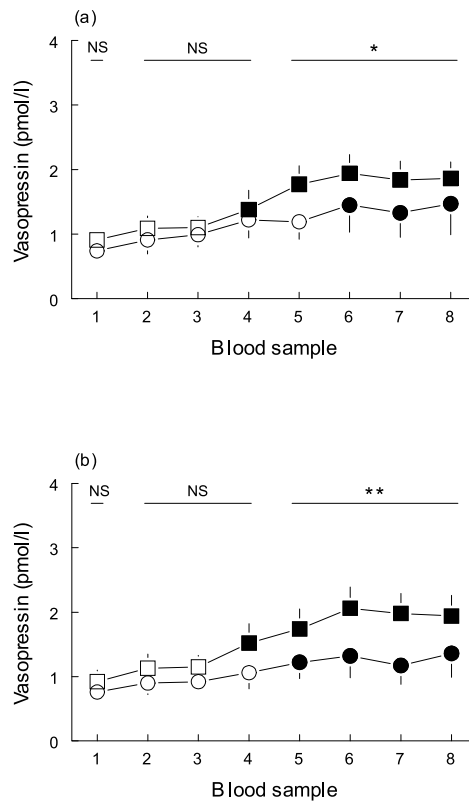 (a)
NS NS *
4
3
2
1
0
Vasopressin (pmol/l)
1 2 3 4 5 6 7 8
Blood sample
(b)
NS NS **
4
3
2
1
0
Vasopressin (pmol/l)
1 2 3 4 5 6 7 8
Blood sample